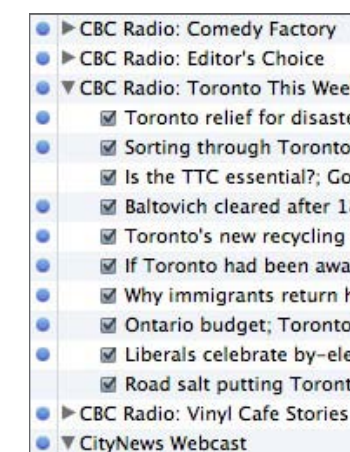 CBC Radio: Comedy Factory
CBC Radio: Editor's Choice
CBC Radio: Toronto This Wee
Toronto relief for disaste
Sorting through Toronto
Is the TTC essential?; Go
Baltovich cleared after 1
Toronto's new recycling
If Toronto had been awa
Why immigrants return h
Ontario budget; Toronto
Liberals celebrate by-ele
Road salt putting Toront
CBC Radio: Vinyl Cafe Stories
CityNews Webcast